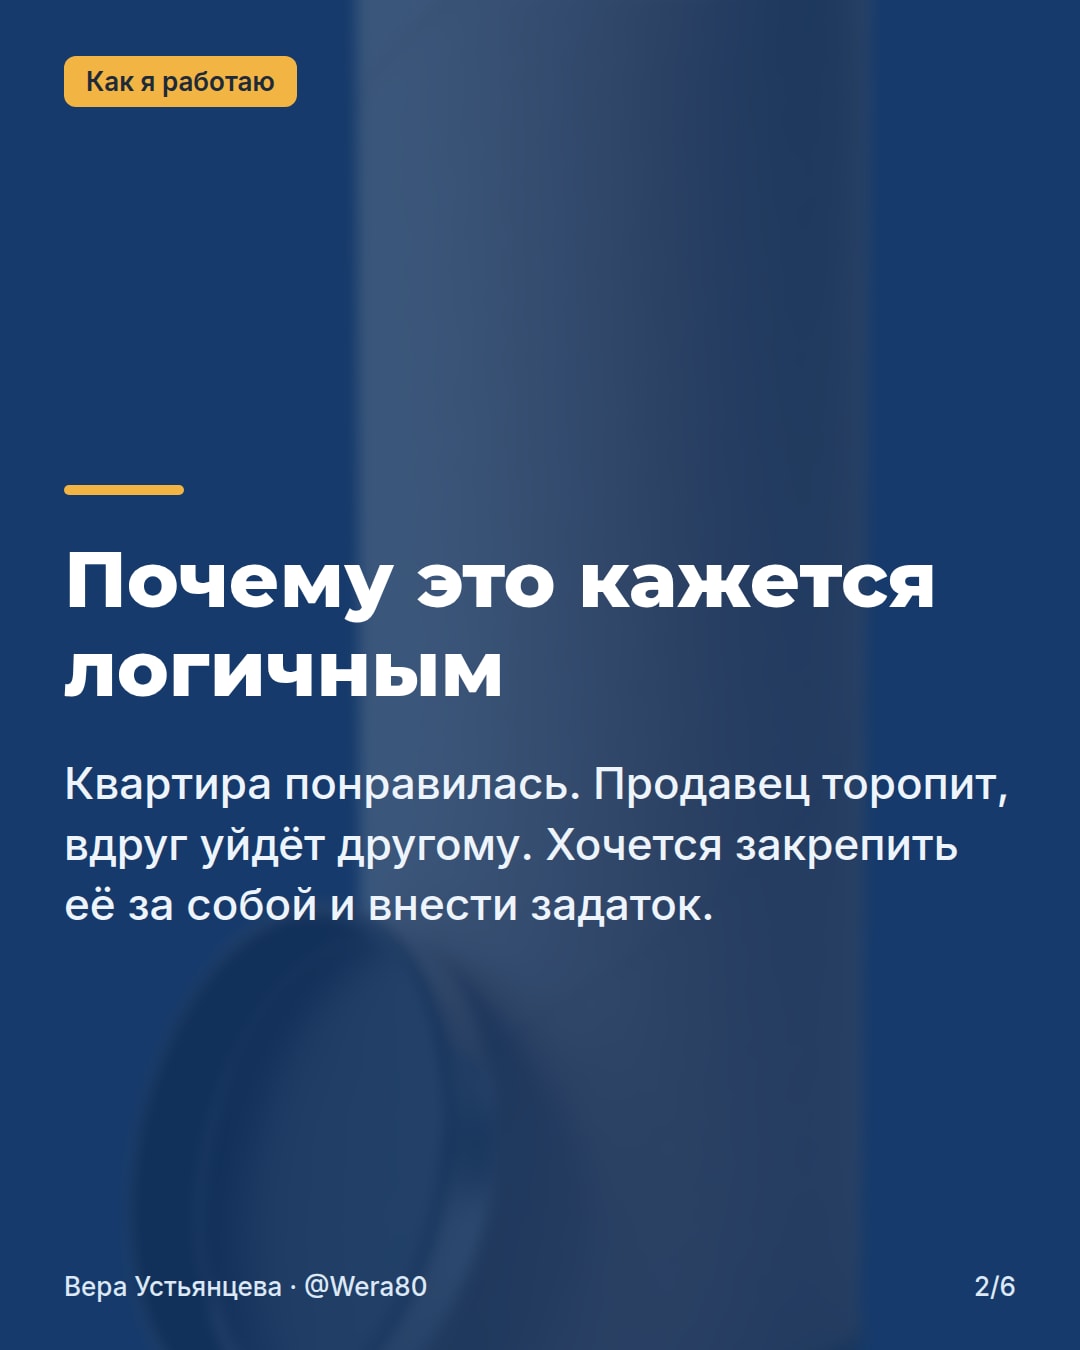 Как я работаю
Почему это кажется
логичным
Квартира понравилась. Продавец торопит,
вдруг уйдёт другому. Хочется закрепить
её за собой и внести задаток.
Вера Устьянцева · @Wera80
2/6